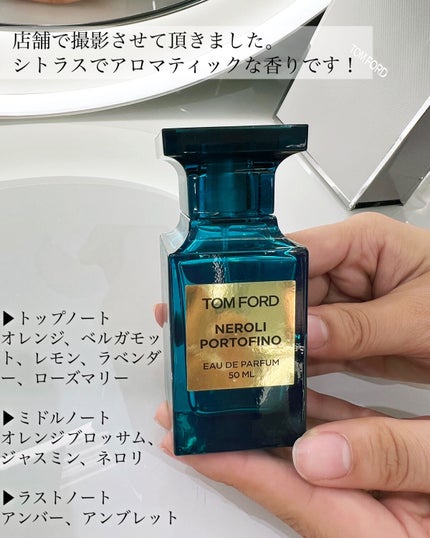 店舗で撮影させて頂きました。
シトラスでアロマティックな香りです！
TOM FORD
TOM FORD
NEROLI
PORTOFINO
EAU DE PARFUM
50 ML
▶トップノート
オレンジ、ベルガモッ
ト、レモン、ラベンダ
ー、ローズマリー
▶ミドルノート
オレンジブロッサム、
ジャスミン、ネロリ
▶ラストノート
アンバー、アンブレット